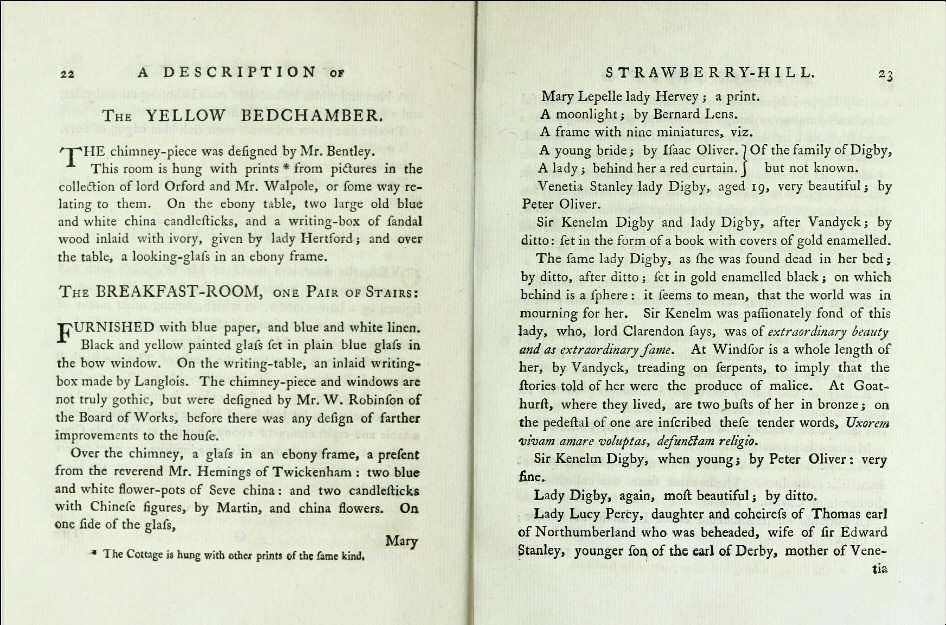 22 A DESCRIPTION OF
THE YELLOW BEDCHAMBER.
THE chimney-piece was deſigned by Mr. Bentley.
This room is hung with prints * from pictures in the
collection of lord Orford and Mr. Walpole, or ſome way re-
lating to them. On the ebony table, two large old blue
and white china candleſticks, and a writing-box of ſandal
wood inlaid with ivory, given by lady Hertford; and over
the table, a looking-glaſs in an ebony frame.
THE BREAKFAST-ROOM, ONE PAIR OF STAIRS:
FURNISHED with blue paper, and blue and white linen.
Black and yellow painted glaſs ſet in plain blue glaſs in
the bow window. On the writing-table, an inlaid writing-
box made by Langlois. The chimney-piece and windows are
not truly gothic, but were deſigned by Mr. W. Robinſon of
the Board of Works, before there was any deſign of farther
improvements to the houſe.
Over the chimney, a glaſs in an ebony frame, a preſent
from the reverend Mr. Hemings of Twickenham : two blue
and white flower-pots of Seve china : and two candleſticks
with Chineſe figures, by Martin, and china flowers. On
one ſide of the glaſs,
Mary
* The Cottage is hung with other prints of the ſame kind.
STRAWBERRY-HILL. 23
Mary Lepelle lady Hervey; a print.
A moonlight; by Bernard Lens.
A frame with nine miniatures, viz.
A young bride; by Iſaac Oliver. } Of the family of Digby,
A lady; behind her a red curtain. } but not known.
Venetia Stanley lady Digby, aged 19, very beautiful; by
Peter Oliver.
Sir Kenelm Digby and lady Digby, after Vandyck; by
ditto: ſet in the form of a book with covers of gold enamelled.
The ſame lady Digby, as ſhe was found dead in her bed;
by ditto, after ditto; ſet in gold enamelled black; on which
behind is a ſphere: it ſeems to mean, that the world was in
mourning for her. Sir Kenelm was paſſionately fond of this
lady, who, lord Clarendon ſays, was of extraordinary beauty
and as extraordinary fame. At Windſor is a whole length of
her, by Vandyck, treading on ſerpents, to imply that the
ſtories told of her were the produce of malice. At Goat-
hurſt, where they lived, are two buſts of her in bronze; on
the pedeſtal of one are inſcribed theſe tender words, Uxorem
vivam amare voluptas, defunctam religio.
Sir Kenelm Digby, when young; by Peter Oliver: very
fine.
Lady Digby, again, moſt beautiful; by ditto.
Lady Lucy Percy, daughter and coheireſs of Thomas earl
of Northumberland who was beheaded, wife of ſir Edward
Stanley, younger ſon of the earl of Derby, mother of Vene-
tia